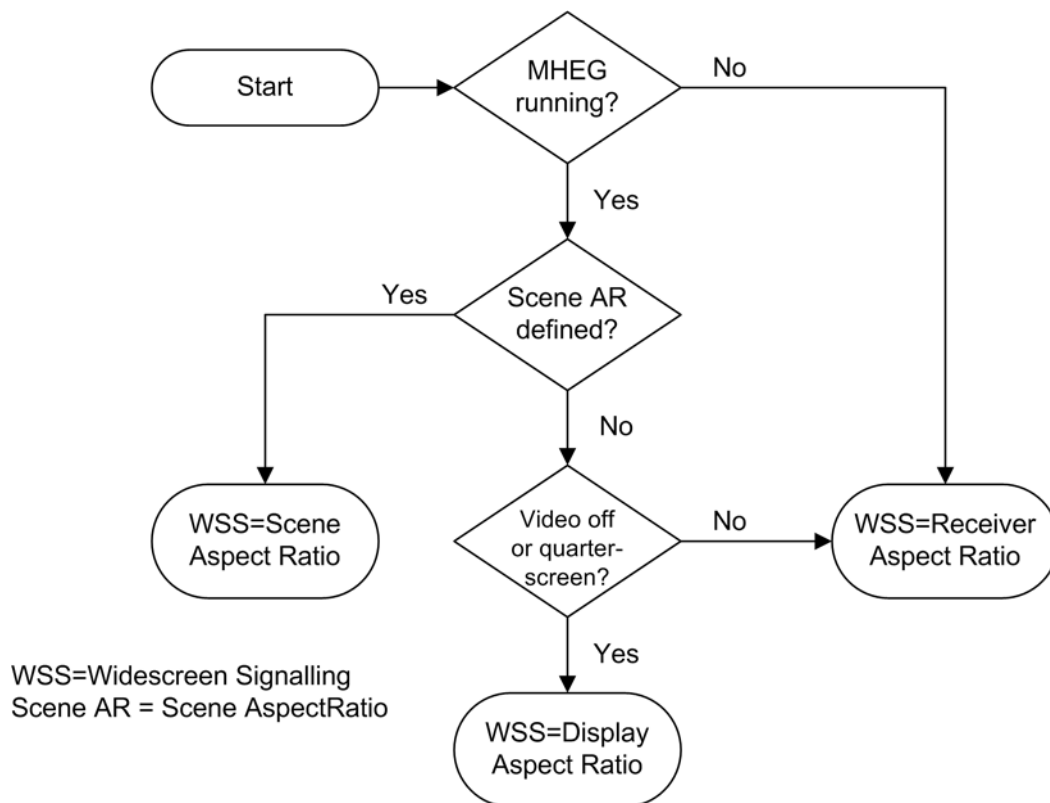 Start
MHEG
running?
No
Yes
Yes
Scene AR
defined?
No
WSS=Scene
Aspect Ratio
Video off
or quarter-
screen?
No
WSS=Receiver
Aspect Ratio
Yes
WSS=Widescreen Signalling
Scene AR = Scene AspectRatio
WSS=Display
Aspect Ratio